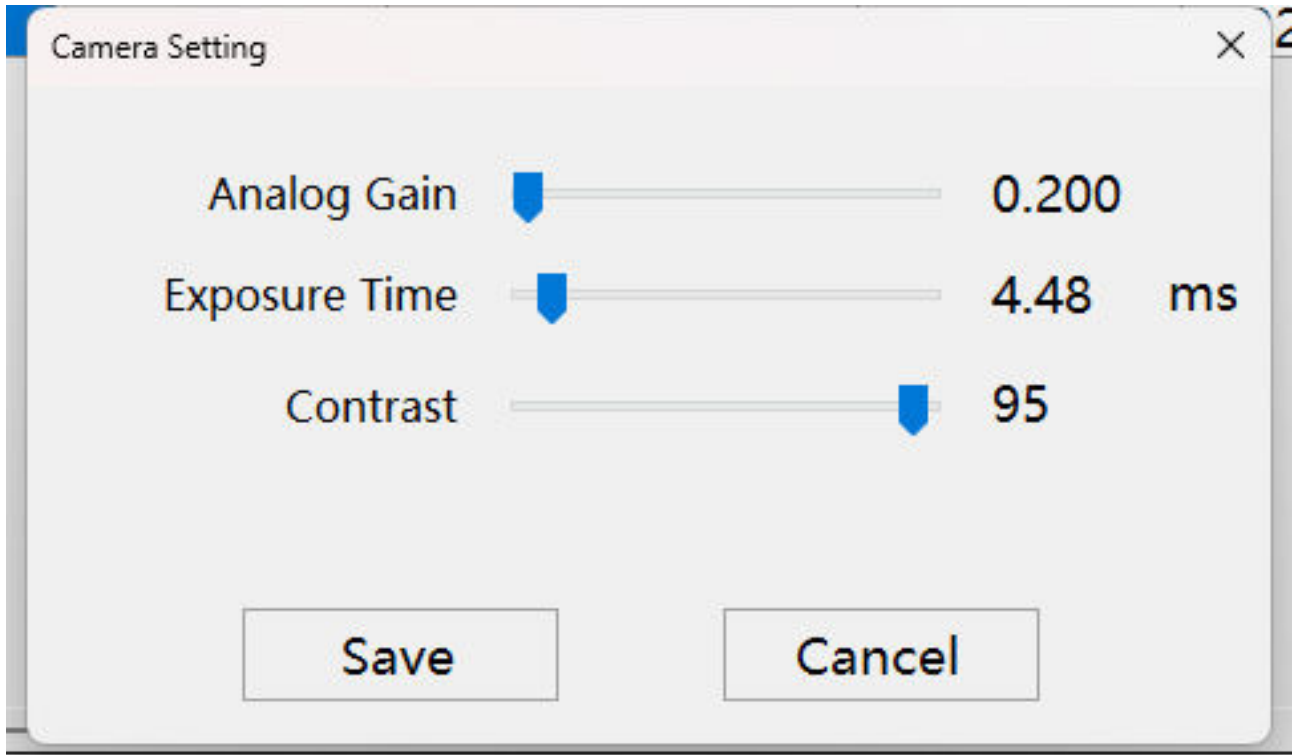 Camera Setting
Analog Gain 0.200
Exposure Time 4.48 ms
Contrast 95
Save Cancel